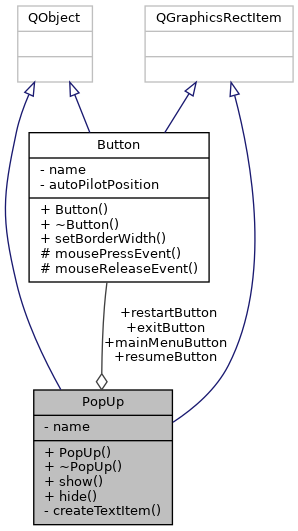 QObject
QGraphicsRectItem
Button
- name
- autoPilotPosition
+ Button()
+ ~Button()
+ setBorderWidth()
# mousePressEvent()
# mouseReleaseEvent()
+restartButton
+exitButton
+mainMenuButton
+resumeButton
PopUp
- name
+ PopUp()
+ ~PopUp()
+ show()
+ hide()
- createTextItem()